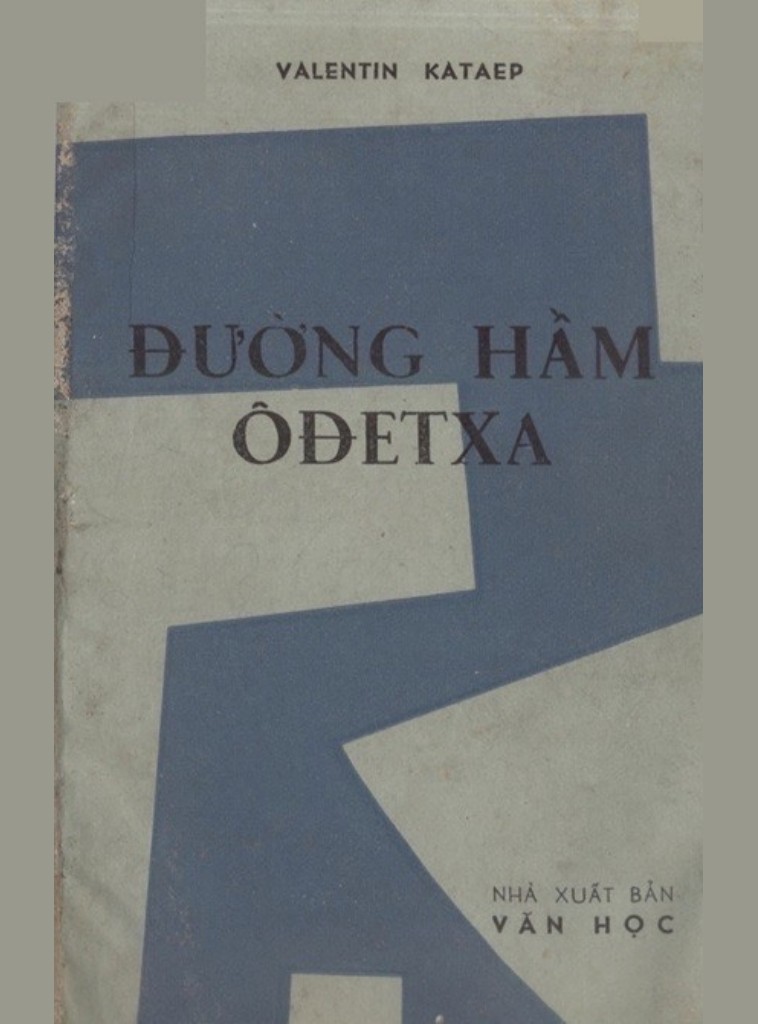 VALENTIN KATAEP
ĐƯỜNG HẦM
ÔĐETXA
NHÀ XUẤT BẢN
VĂN HỌC